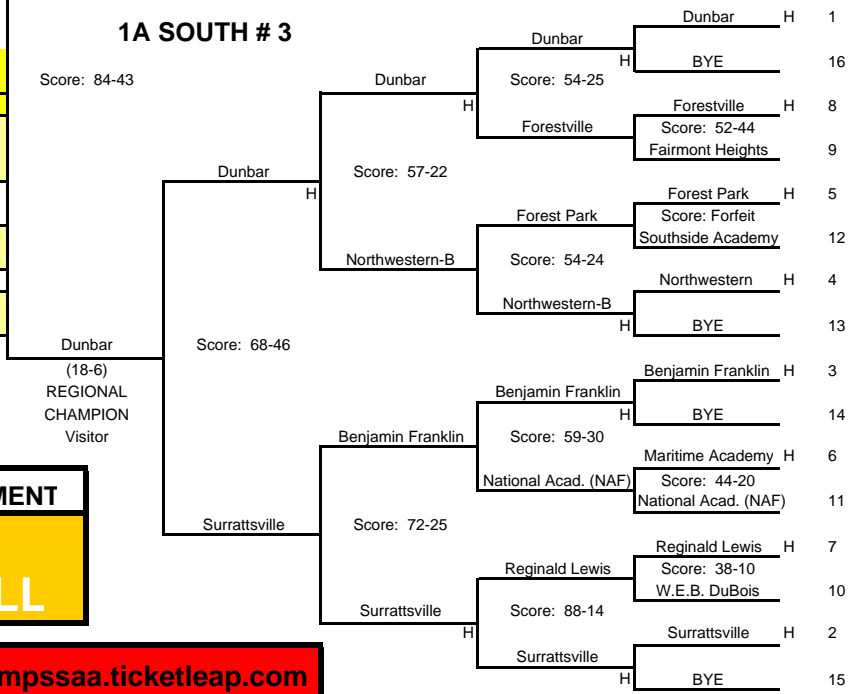 1A SOUTH # 3
Dunbar H 1
Dunbar
H BYE 16
Score: 84-43
Dunbar
Score: 54-25
H
Forestville H 8
Forestville
Score: 52-44
Fairmont Heights 9
Dunbar
H
Score: 57-22
Forest Park H 5
Forest Park
Score: Forfeit
Southside Academy 12
Northwestern-B
Score: 54-24
Northwestern H 4
Northwestern-B
H BYE 13
Dunbar
Score: 68-46
(18-6)
REGIONAL
CHAMPION
Visitor
Benjamin Franklin H 3
Benjamin Franklin
H BYE 14
Benjamin Franklin
Score: 59-30
Maritime Academy H 6
National Acad. (NAF)
Score: 44-20
National Acad. (NAF) 11
Surrattsville
Score: 72-25
Reginald Lewis H 7
Reginald Lewis
Score: 38-10
W.E.B. DuBois 10
Surrattsville
Score: 88-14
H
Surrattsville H 2
Surrattsville
H BYE 15
MENT
LL
mpssaa.ticketleap.com